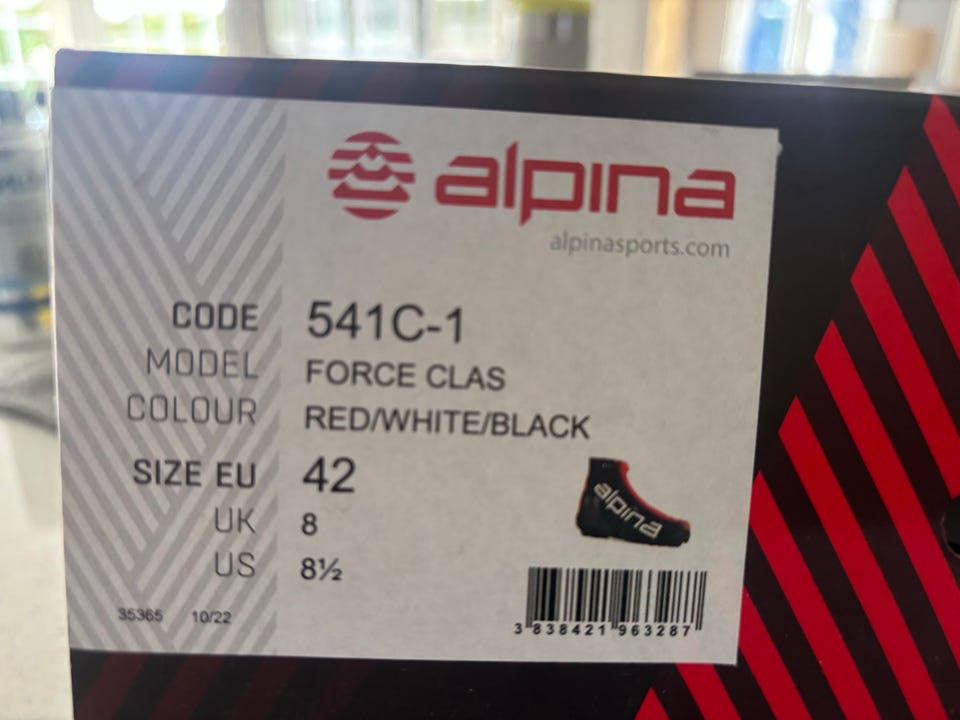 alpina
alpinasports.com
CODE 541C-1
MODEL FORCE CLAS
COLOUR RED/WHITE/BLACK
SIZE EU 42
UK 8
US 8½
alpina
35365 10/22
3 838421 963287